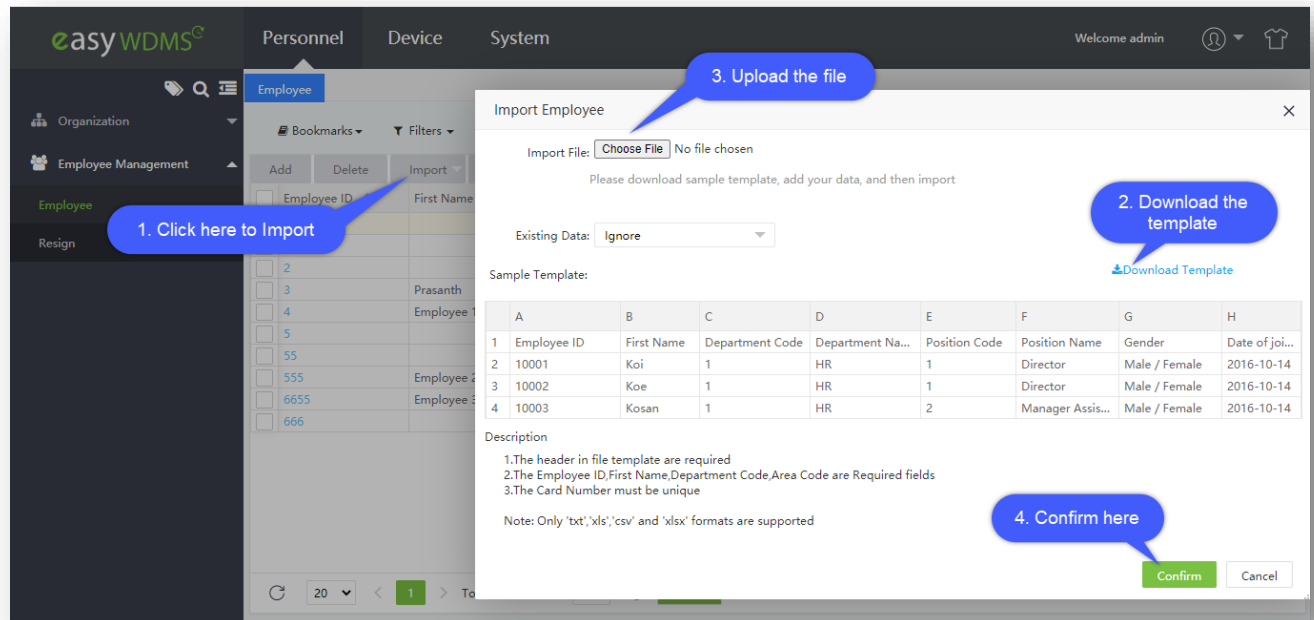 easy WDMS
Personnel Device System
Welcome admin
Organization
Employee Management
Employee
Resign
Employee
Bookmarks Filters
Add Delete Import
Employee ID First Name
2
3 Prasanth
4 Employee 1
5
55
555 Employee 2
6655 Employee 3
666
20 1 To
1. Click here to Import
3. Upload the file
Import Employee
Import File: Choose File No file chosen
Please download sample template, add your data, and then import
2. Download the
template
Existing Data: Ignore
Download Template
Sample Template:
A B C D E F G H
1 Employee ID First Name Department Code Department Na... Position Code Position Name Gender Date of joi...
2 10001 Koi 1 HR 1 Director Male / Female 2016-10-14
3 10002 Koe 1 HR 1 Director Male / Female 2016-10-14
4 10003 Kosan 1 HR 2 Manager Assis... Male / Female 2016-10-14
Description
1.The header in file template are required
2.The Employee ID,First Name,Department Code,Area Code are Required fields
3.The Card Number must be unique
Note: Only 'txt','xls','csv' and 'xlsx' formats are supported
4. Confirm here
Confirm Cancel